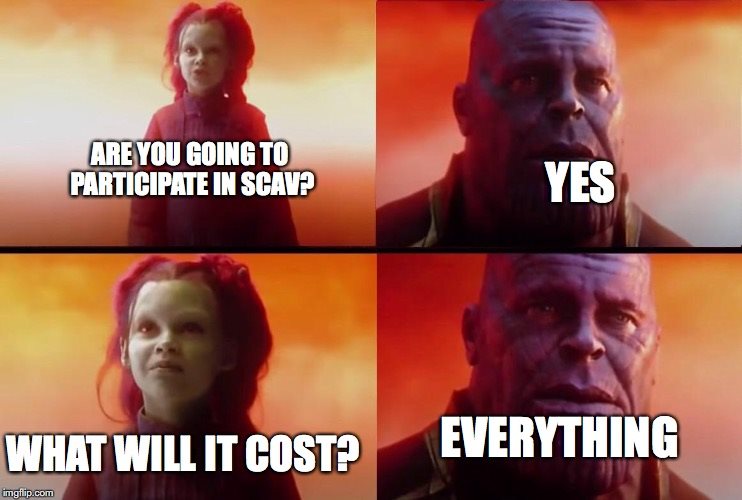 ARE YOU GOING TO
PARTICIPATE IN SCAV?
YES
WHAT WILL IT COST?
EVERYTHING
imgflip.com